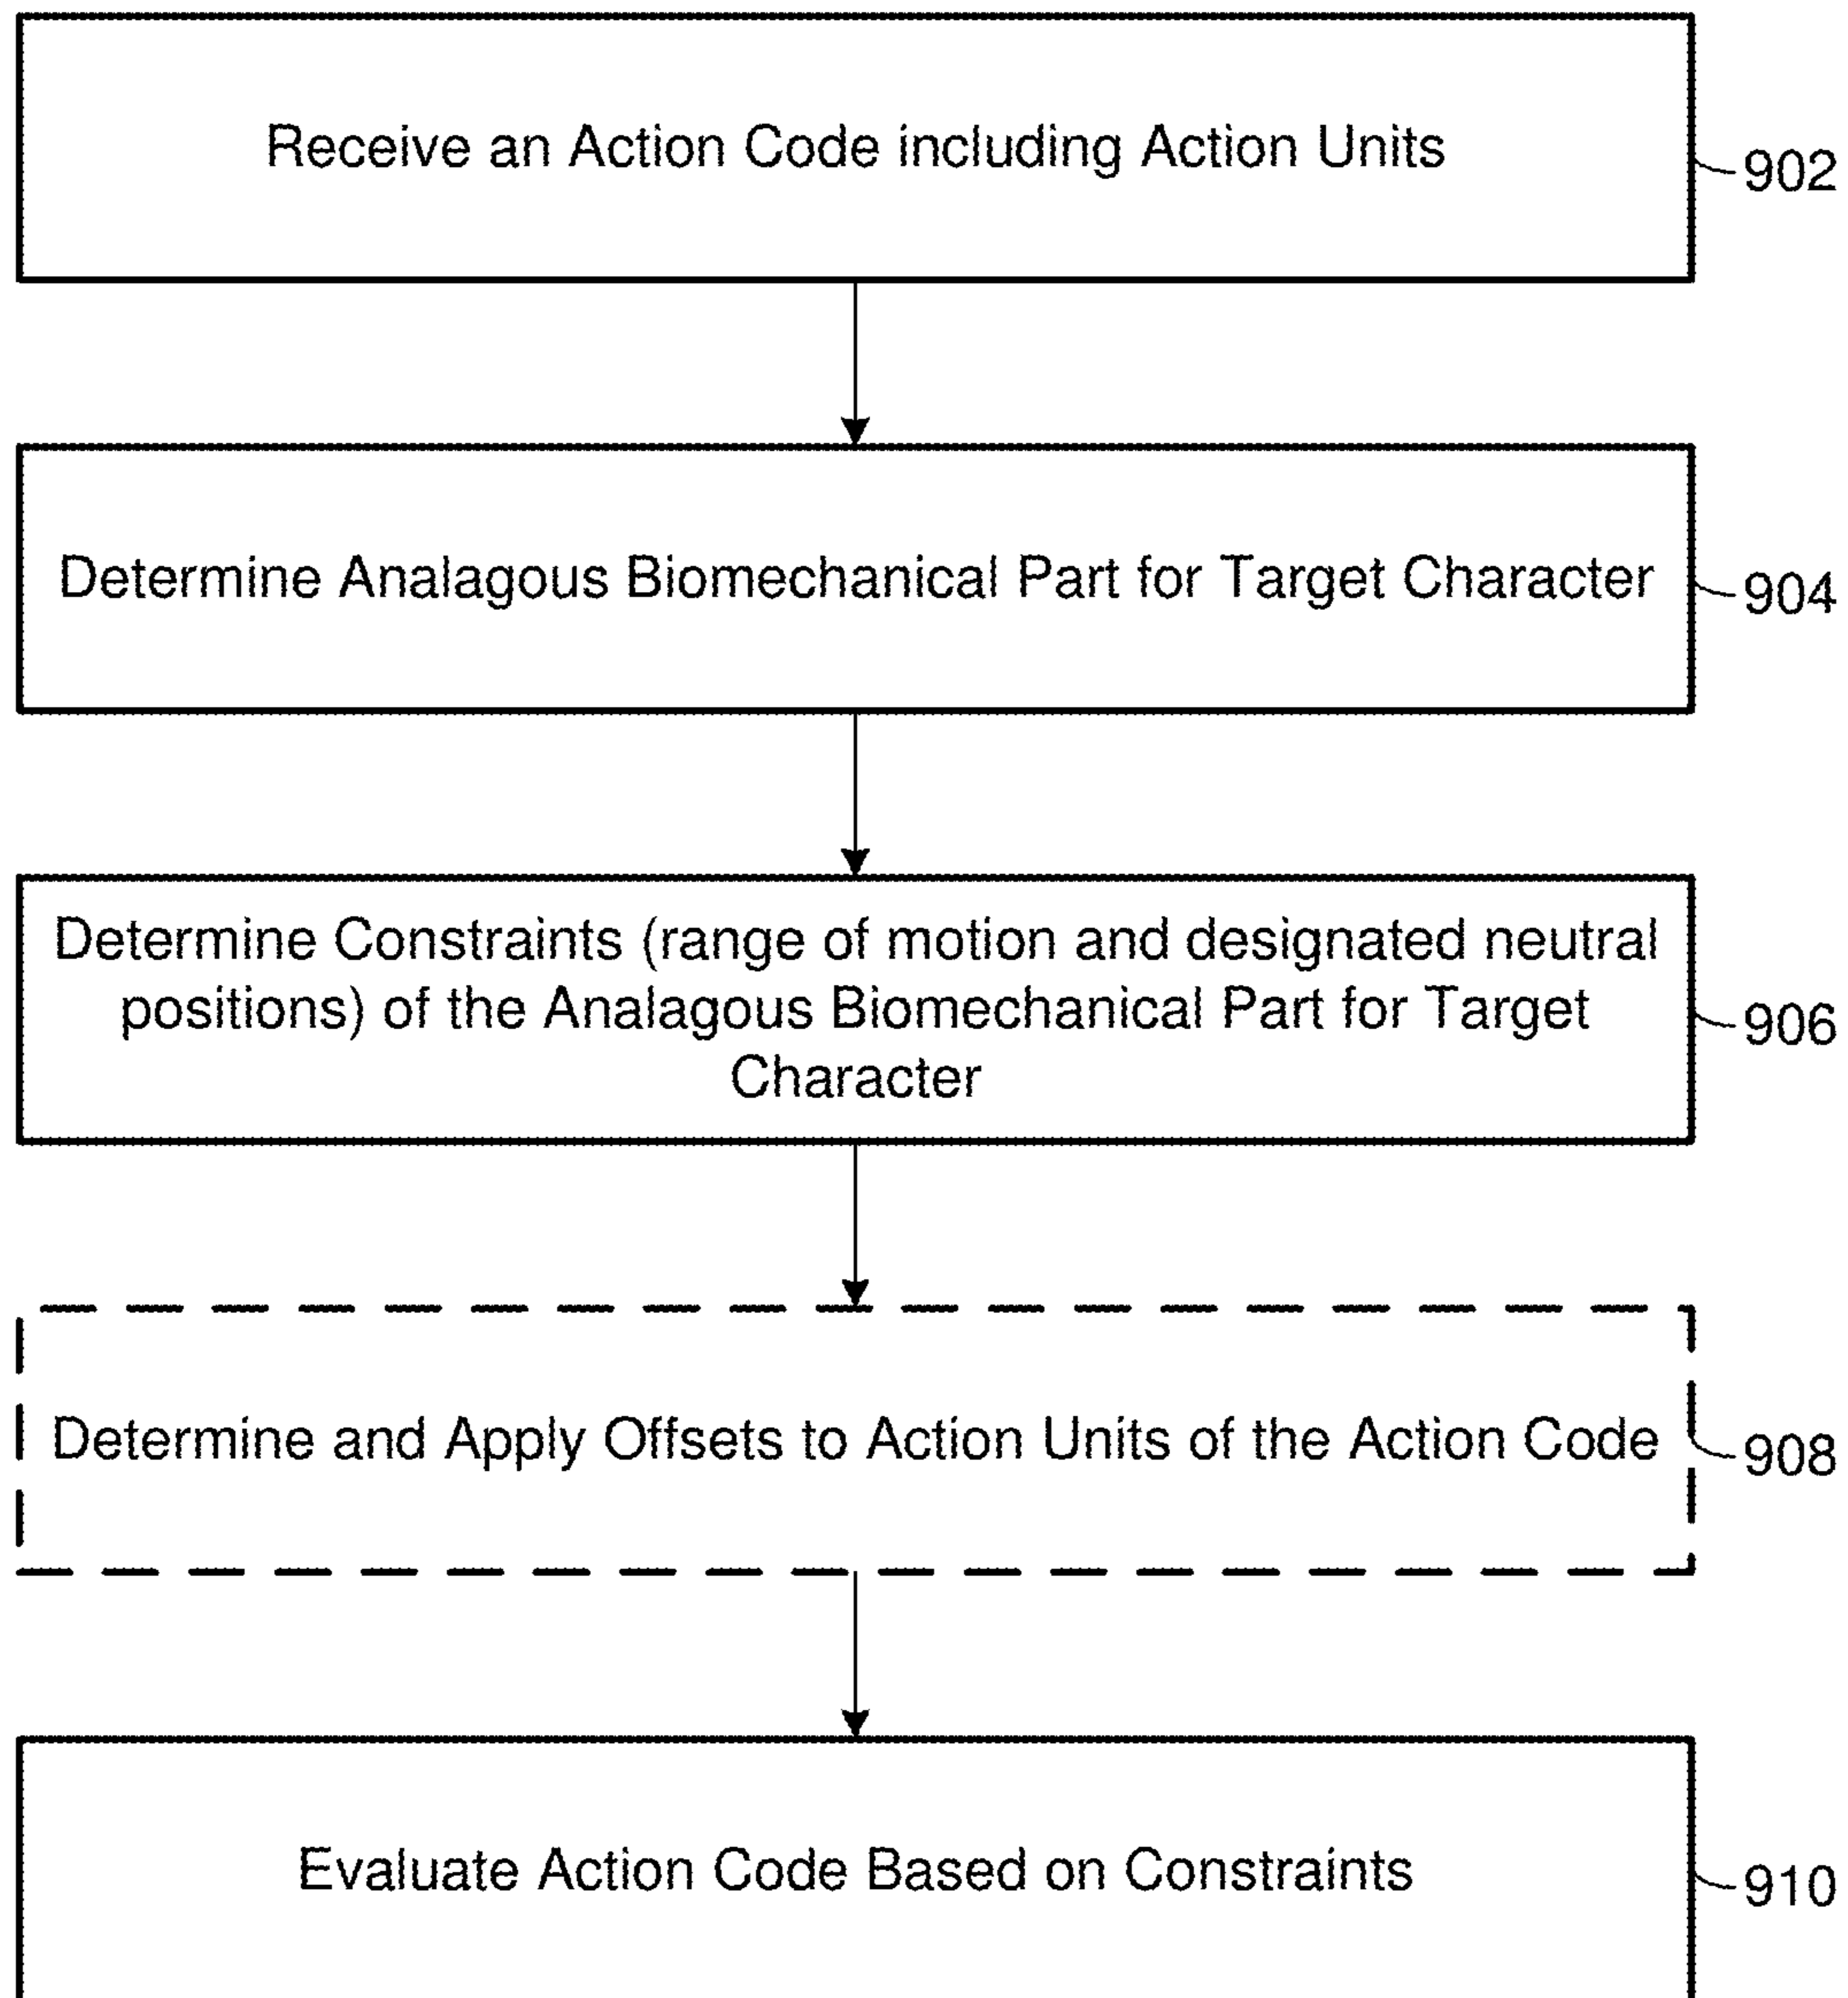 Receive an Action Code including Action Units
902
Determine Analagous Biomechanical Part for Target Character
904
Determine Constraints (range of motion and designated neutral
positions) of the Analagous Biomechanical Part for Target
Character
906
Determine and Apply Offsets to Action Units of the Action Code
908
Evaluate Action Code Based on Constraints
910